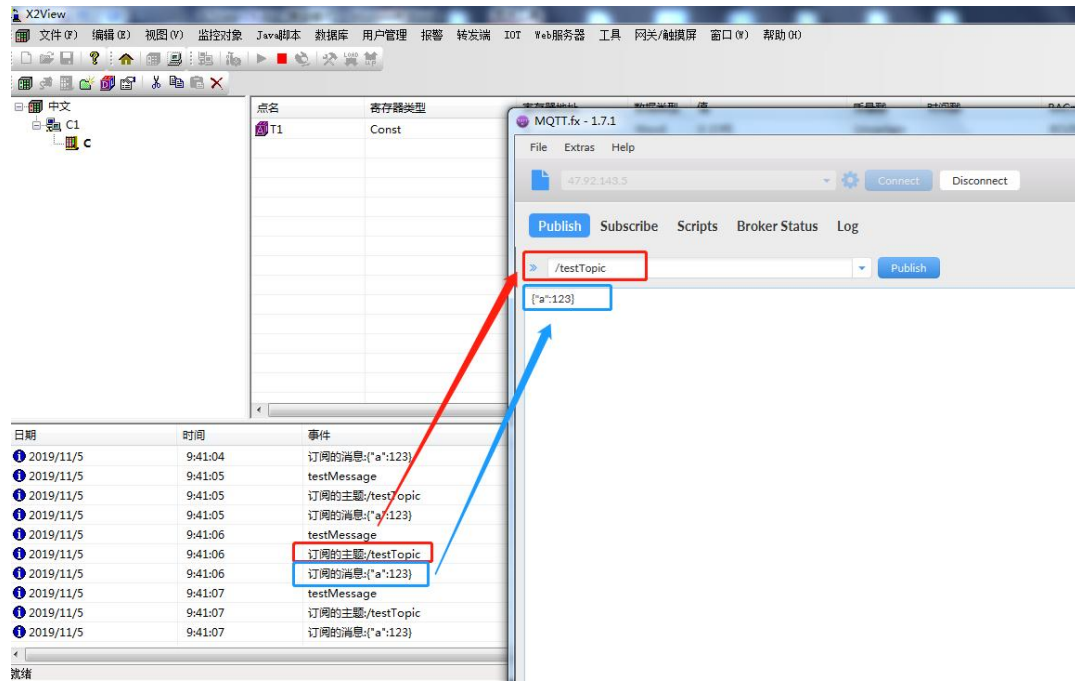 X2View
文件(F) 编辑(E) 视图(V) 监控对象 Java脚本 数据库 用户管理 报警 转发端 IOT Web服务器 工具 网关/触摸屏 窗口(W) 帮助(H)
中文
C1
C
点名 寄存器类型
T1 Const
MQTT.fx - 1.7.1
File Extras Help
47.92.143.5 Connect Disconnect
Publish Subscribe Scripts Broker Status Log
/testTopic Publish
{"a":123}
日期 时间 事件
2019/11/5 9:41:04 订阅的消息:{"a":123}
2019/11/5 9:41:05 testMessage
2019/11/5 9:41:05 订阅的主题:/testTopic
2019/11/5 9:41:05 订阅的消息:{"a":123}
2019/11/5 9:41:06 testMessage
2019/11/5 9:41:06 订阅的主题:/testTopic
2019/11/5 9:41:06 订阅的消息:{"a":123}
2019/11/5 9:41:07 testMessage
2019/11/5 9:41:07 订阅的主题:/testTopic
2019/11/5 9:41:07 订阅的消息:{"a":123}
就绪